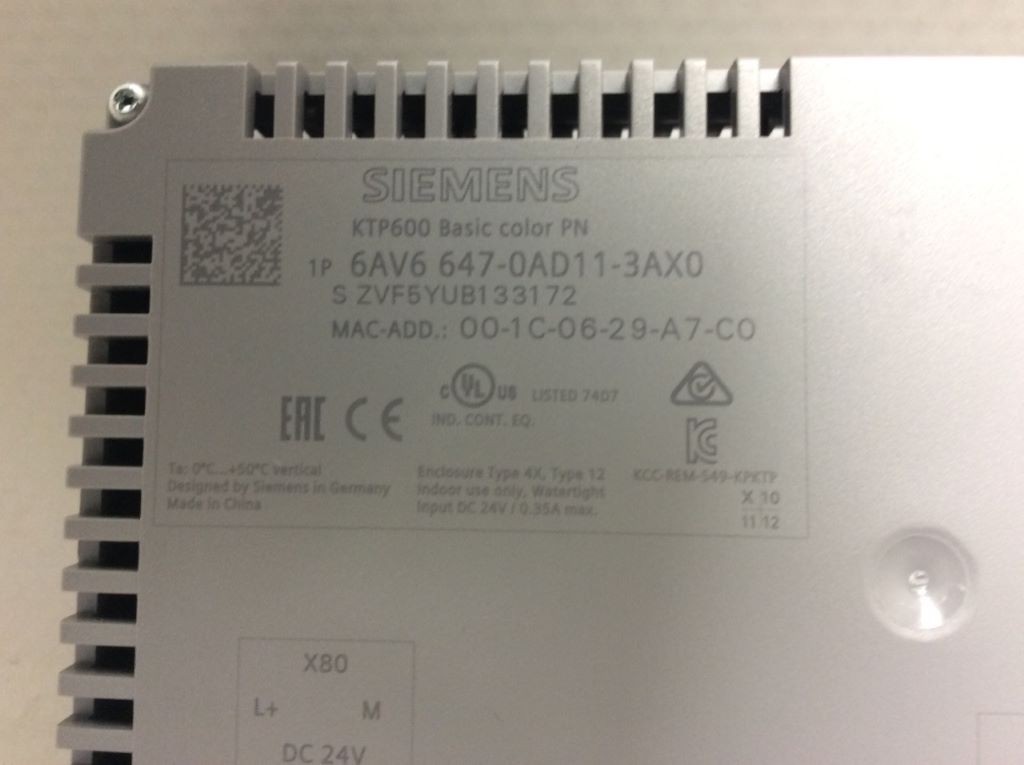 SIEMENS
KTP600 Basic color PN
1P 6AV6 647-0AD11-3AX0
S ZVF5YUB133172
MAC-ADD.: 00-1C-06-29-A7-C0
EAC CE
C UL US LISTED 74D7
IND. CONT. EQ.
Ta: 0°C...+50°C vertical
Designed by Siemens in Germany
Made in China
Enclosure Type 4X, Type 12
Indoor use only, Watertight
Input DC 24V / 0.35A max.
KCC-REM-S49-KPKTP
X 10
11 12
X80
L+ M
DC 24V